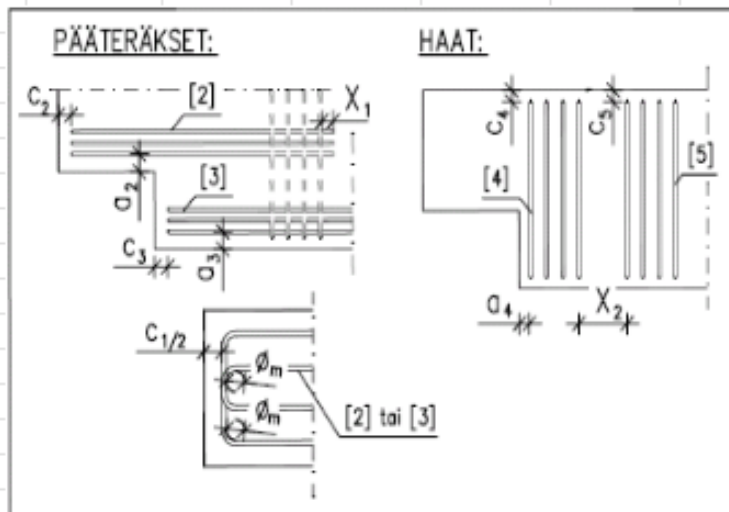 PÄÄTERÄKSET:
HAAT:
C₂
[2]
X₁
a₂
[3]
C₃
a₃
C₄
C₅
[4]
[5]
a₄
X₂
C₁/₂
Øₘ
Øₘ
[2] tai [3]